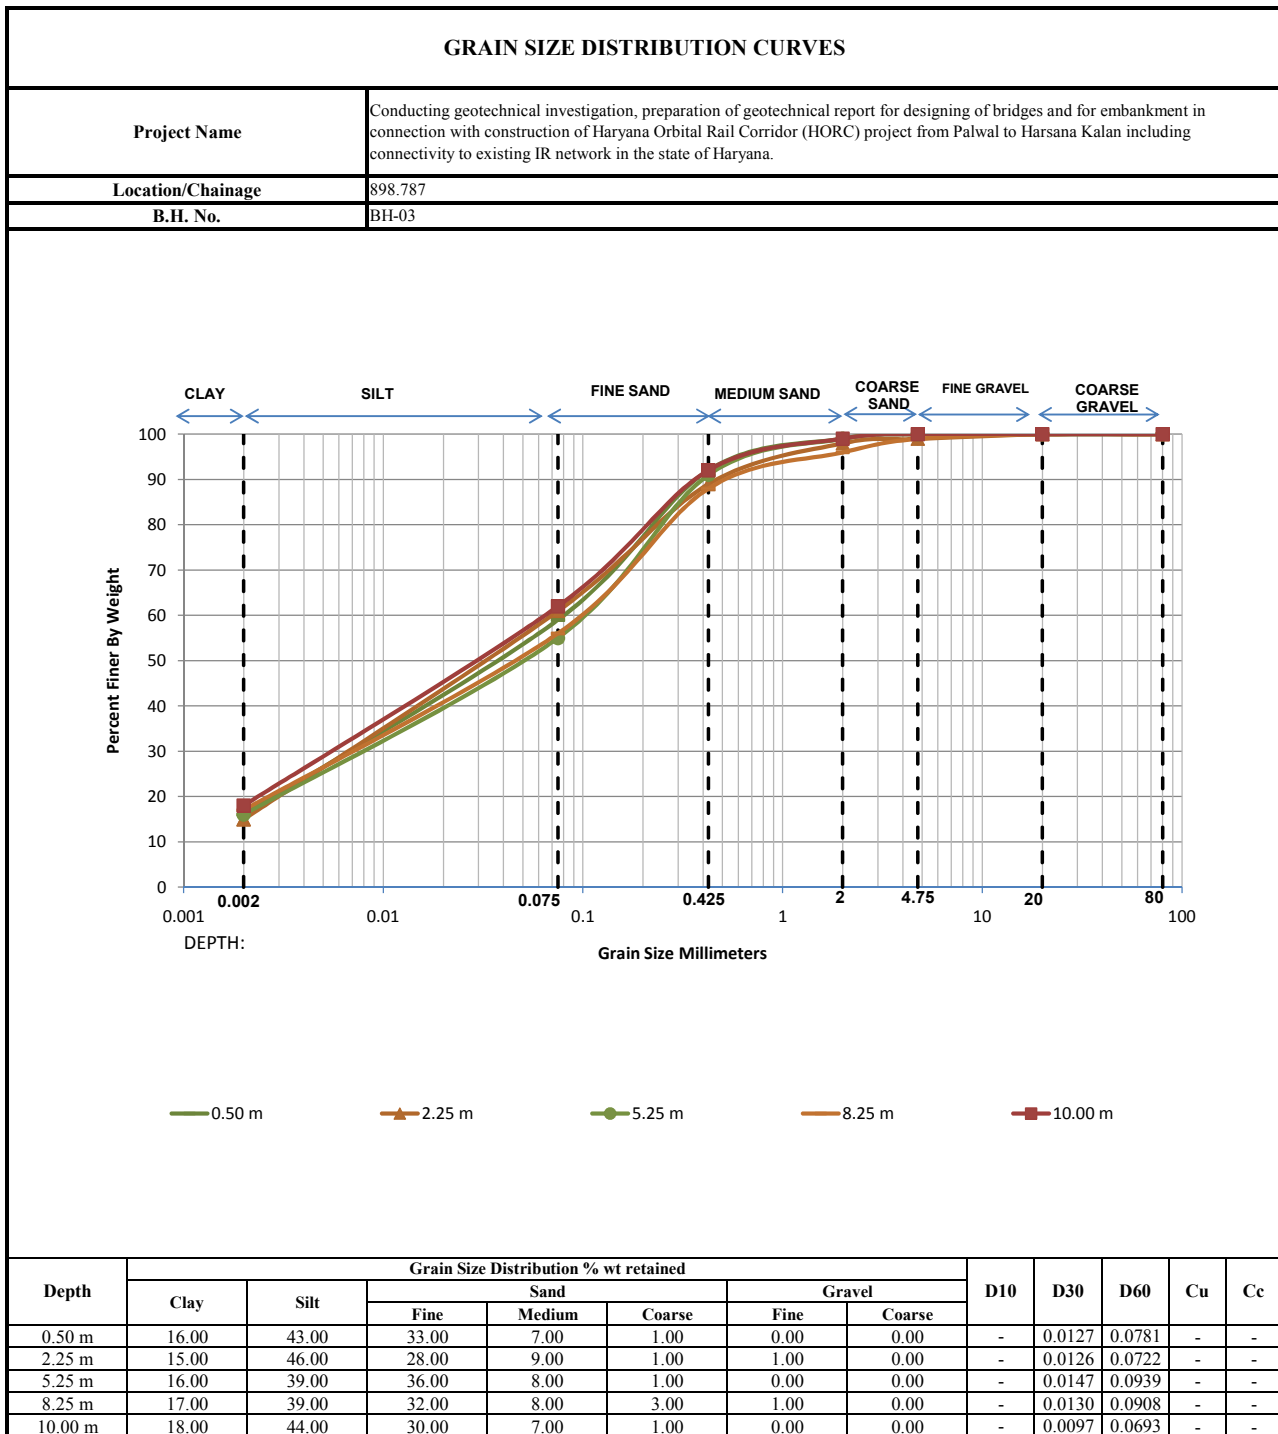 GRAIN SIZE DISTRIBUTION CURVES
Project Name
Conducting geotechnical investigation, preparation of geotechnical report for designing of bridges and for embankment in
connection with construction of Haryana Orbital Rail Corridor (HORC) project from Palwal to Harsana Kalan including
connectivity to existing IR network in the state of Haryana.
Location/Chainage 898.787
B.H. No. BH-03
CLAY SILT FINE SAND MEDIUM SAND COARSE SAND FINE GRAVEL COARSE GRAVEL
100
90
80
70
60
50
40
30
20
10
0
Percent Finer By Weight
0.002 0.075 0.425 2 4.75 20 80
0.001 0.01 0.1 1 10 100
DEPTH:
Grain Size Millimeters
0.50 m 2.25 m 5.25 m 8.25 m 10.00 m
Grain Size Distribution % wt retained
Depth Clay Silt Sand Gravel D10 D30 D60 Cu Cc
Fine Medium Coarse Fine Coarse
0.50 m 16.00 43.00 33.00 7.00 1.00 0.00 0.00 - 0.0127 0.0781 - -
2.25 m 15.00 46.00 28.00 9.00 1.00 1.00 0.00 - 0.0126 0.0722 - -
5.25 m 16.00 39.00 36.00 8.00 1.00 0.00 0.00 - 0.0147 0.0939 - -
8.25 m 17.00 39.00 32.00 8.00 3.00 1.00 0.00 - 0.0130 0.0908 - -
10.00 m 18.00 44.00 30.00 7.00 1.00 0.00 0.00 - 0.0097 0.0693 - -